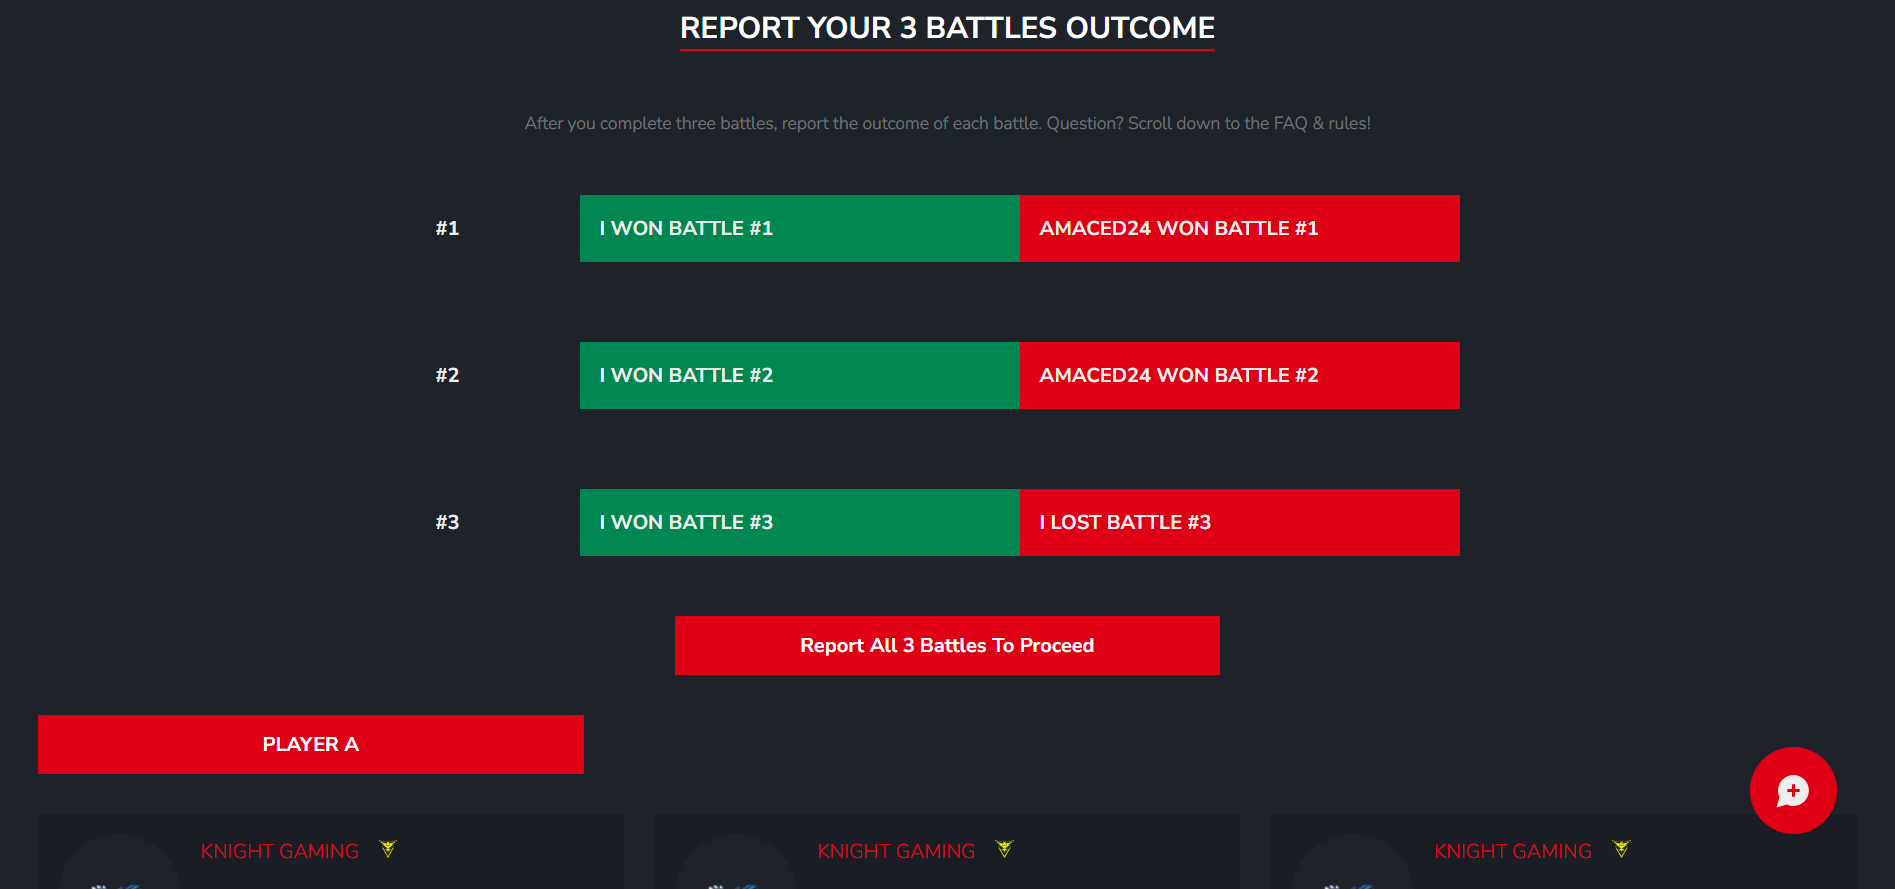 REPORT YOUR 3 BATTLES OUTCOME
After you complete three battles, report the outcome of each battle. Question? Scroll down to the FAQ & rules!
#1 I WON BATTLE #1 AMACED24 WON BATTLE #1
#2 I WON BATTLE #2 AMACED24 WON BATTLE #2
#3 I WON BATTLE #3 I LOST BATTLE #3
Report All 3 Battles To Proceed
PLAYER A
KNIGHT GAMING KNIGHT GAMING KNIGHT GAMING